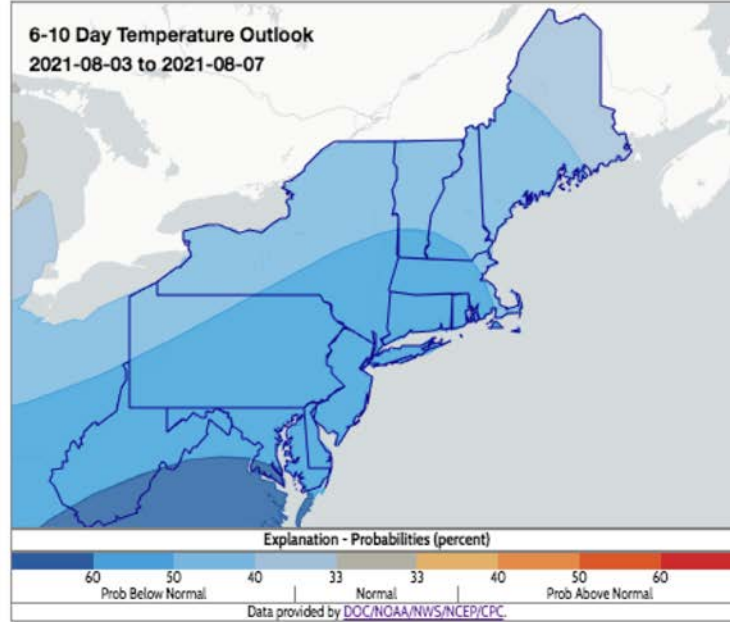 6-10 Day Temperature Outlook
2021-08-03 to 2021-08-07
Explanation - Probabilities (percent)
60 50 40 33 33 40 50 60
Prob Below Normal | Normal | Prob Above Normal
Data provided by DOC/NOAA/NWS/NCEP/CPC.